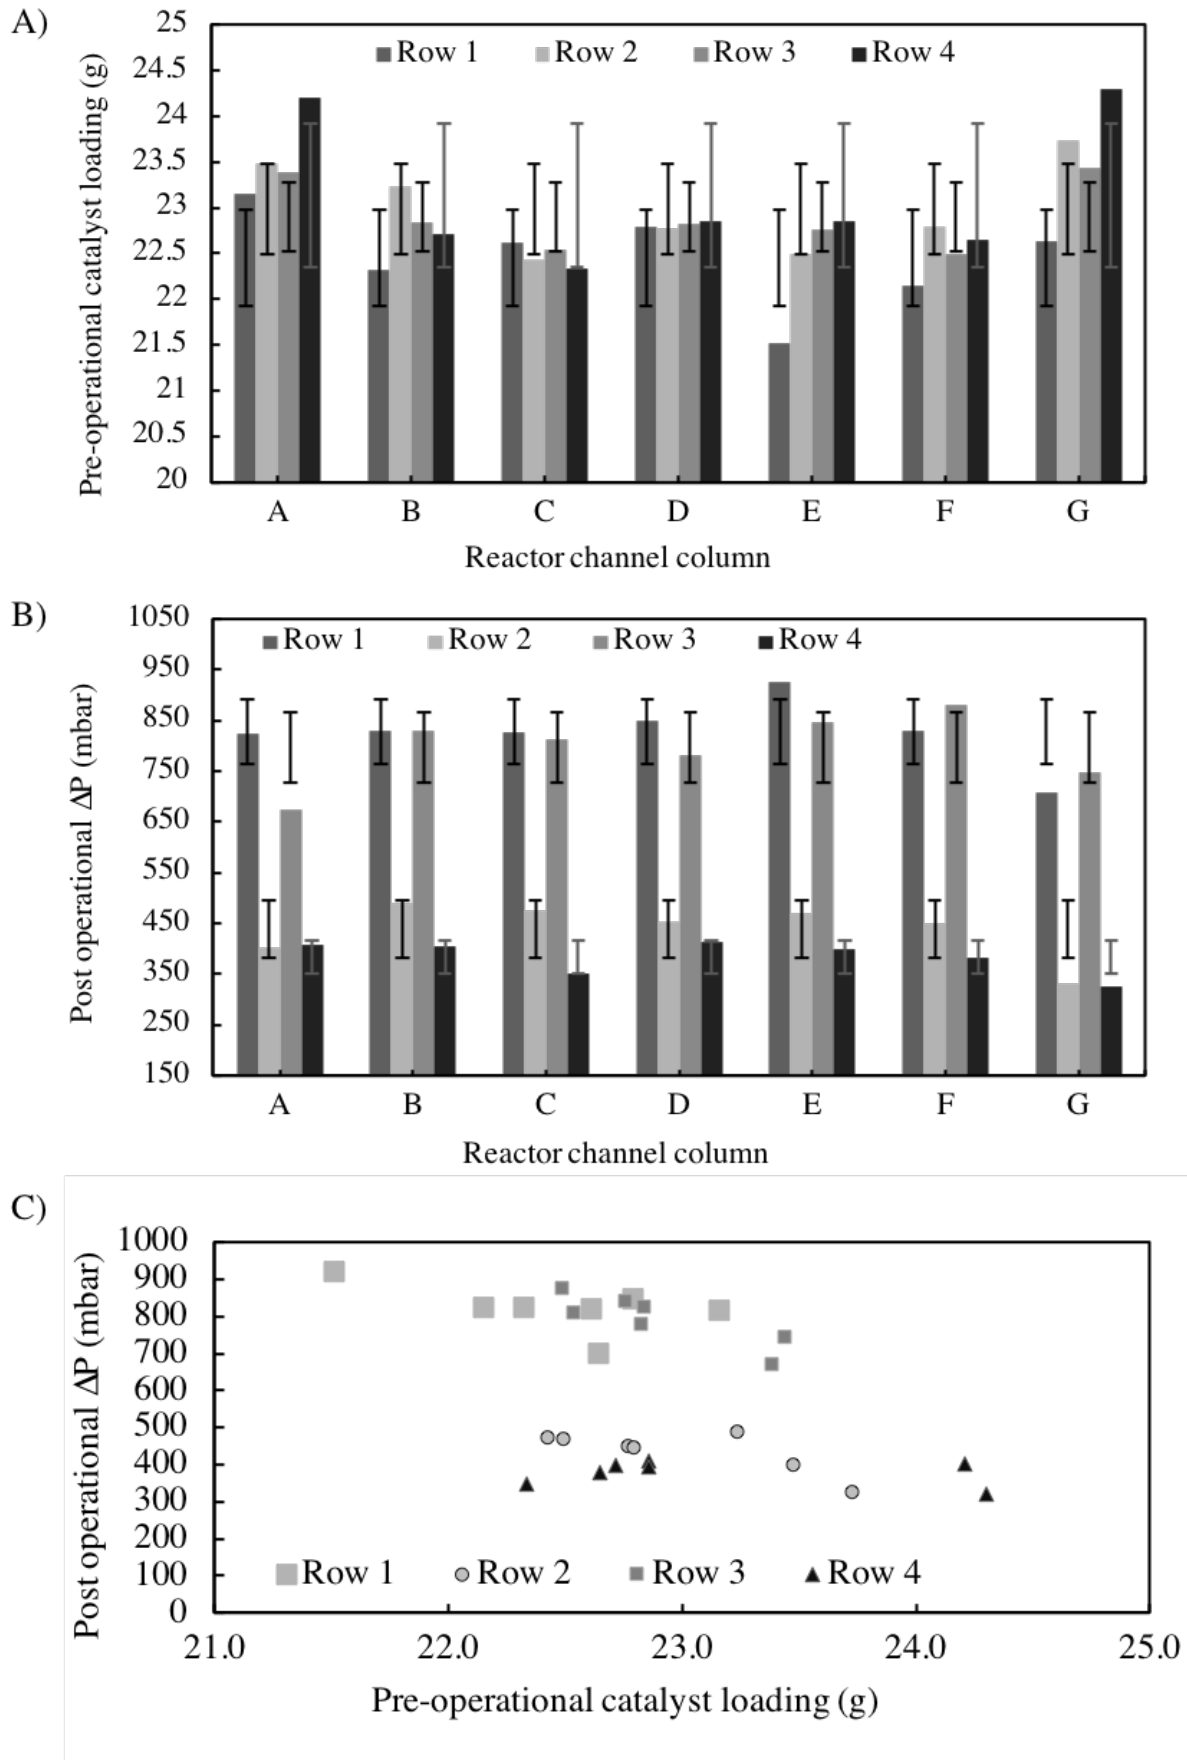 A)
Pre-operational catalyst loading (g)
25
24.5
24
23.5
23
22.5
22
21.5
21
20.5
20
Row 1 Row 2 Row 3 Row 4
A B C D E F G
Reactor channel column
B)
Post operational ΔP (mbar)
1050
950
850
750
650
550
450
350
250
150
Row 1 Row 2 Row 3 Row 4
A B C D E F G
Reactor channel column
C)
Post operational ΔP (mbar)
1000
900
800
700
600
500
400
300
200
100
0
Row 1 Row 2 Row 3 Row 4
21.0 22.0 23.0 24.0 25.0
Pre-operational catalyst loading (g)